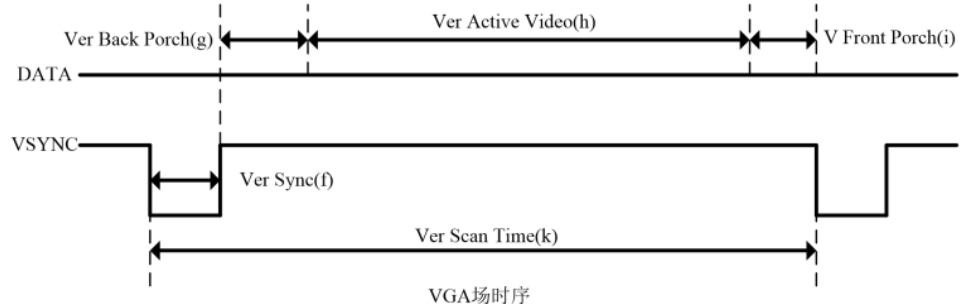 Ver Active Video(h)
Ver Back Porch(g)
V Front Porch(i)
DATA
VSYNC
Ver Sync(f)
Ver Scan Time(k)
VGA场时序